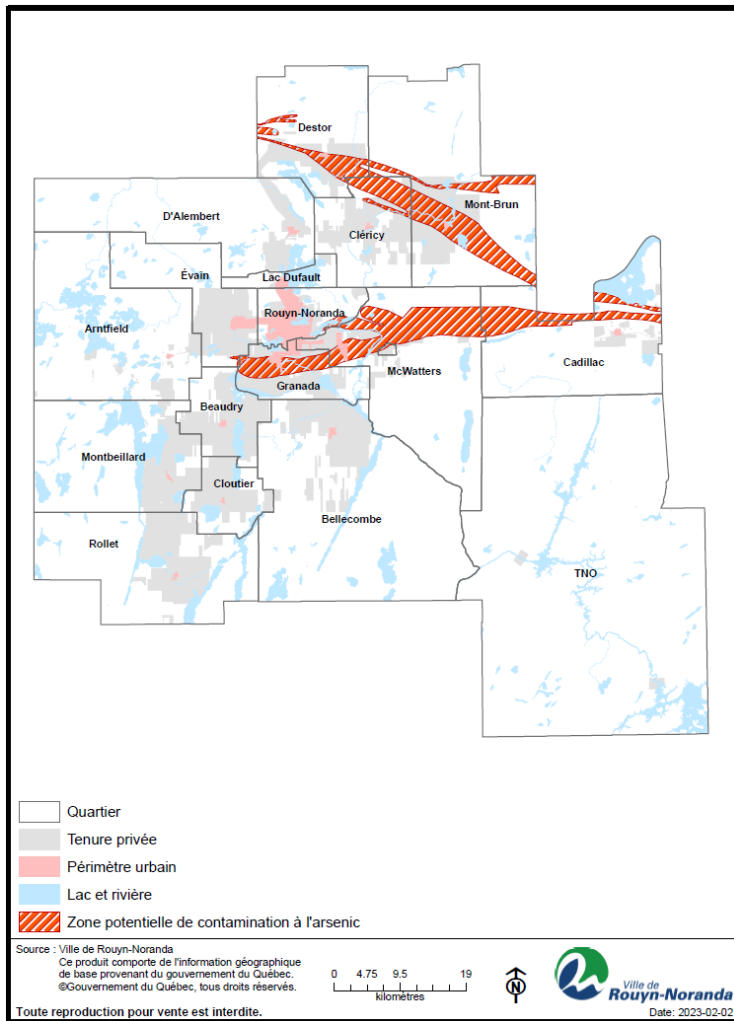 Destor
Mont-Brun
D'Alembert
Cléricy
Évain
Lac Dufault
Rouyn-Noranda
Arntfield
Cadillac
McWatters
Granada
Beaudry
Montbeillard
Cloutier
Bellecombe
Rollet
TNO
Quartier
Tenure privée
Périmètre urbain
Lac et rivière
Zone potentielle de contamination à l'arsenic
Source : Ville de Rouyn-Noranda
Ce produit comporte de l'information géographique
de base provenant du gouvernement du Québec.
©Gouvernement du Québec, tous droits réservés.
Toute reproduction pour vente est interdite.
0 4.75 9.5 19
kilomètres
N
Ville de
Rouyn-Noranda
Date: 2023-02-02